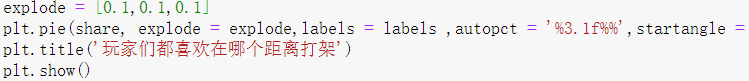 explode = [0.1,0.1,0.1]
plt.pie(share, explode = explode,labels = labels ,autopct = '%3.1f%%',startangle =
plt.title('玩家们都喜欢在哪个距离打架')
plt.show()